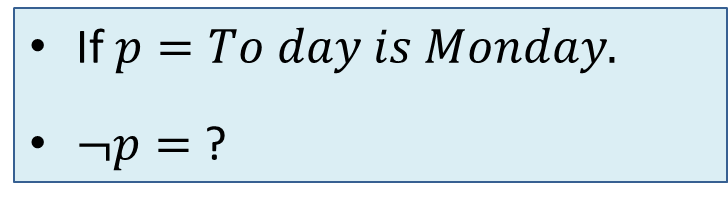 • If p = To day is Monday.
• ¬p = ?